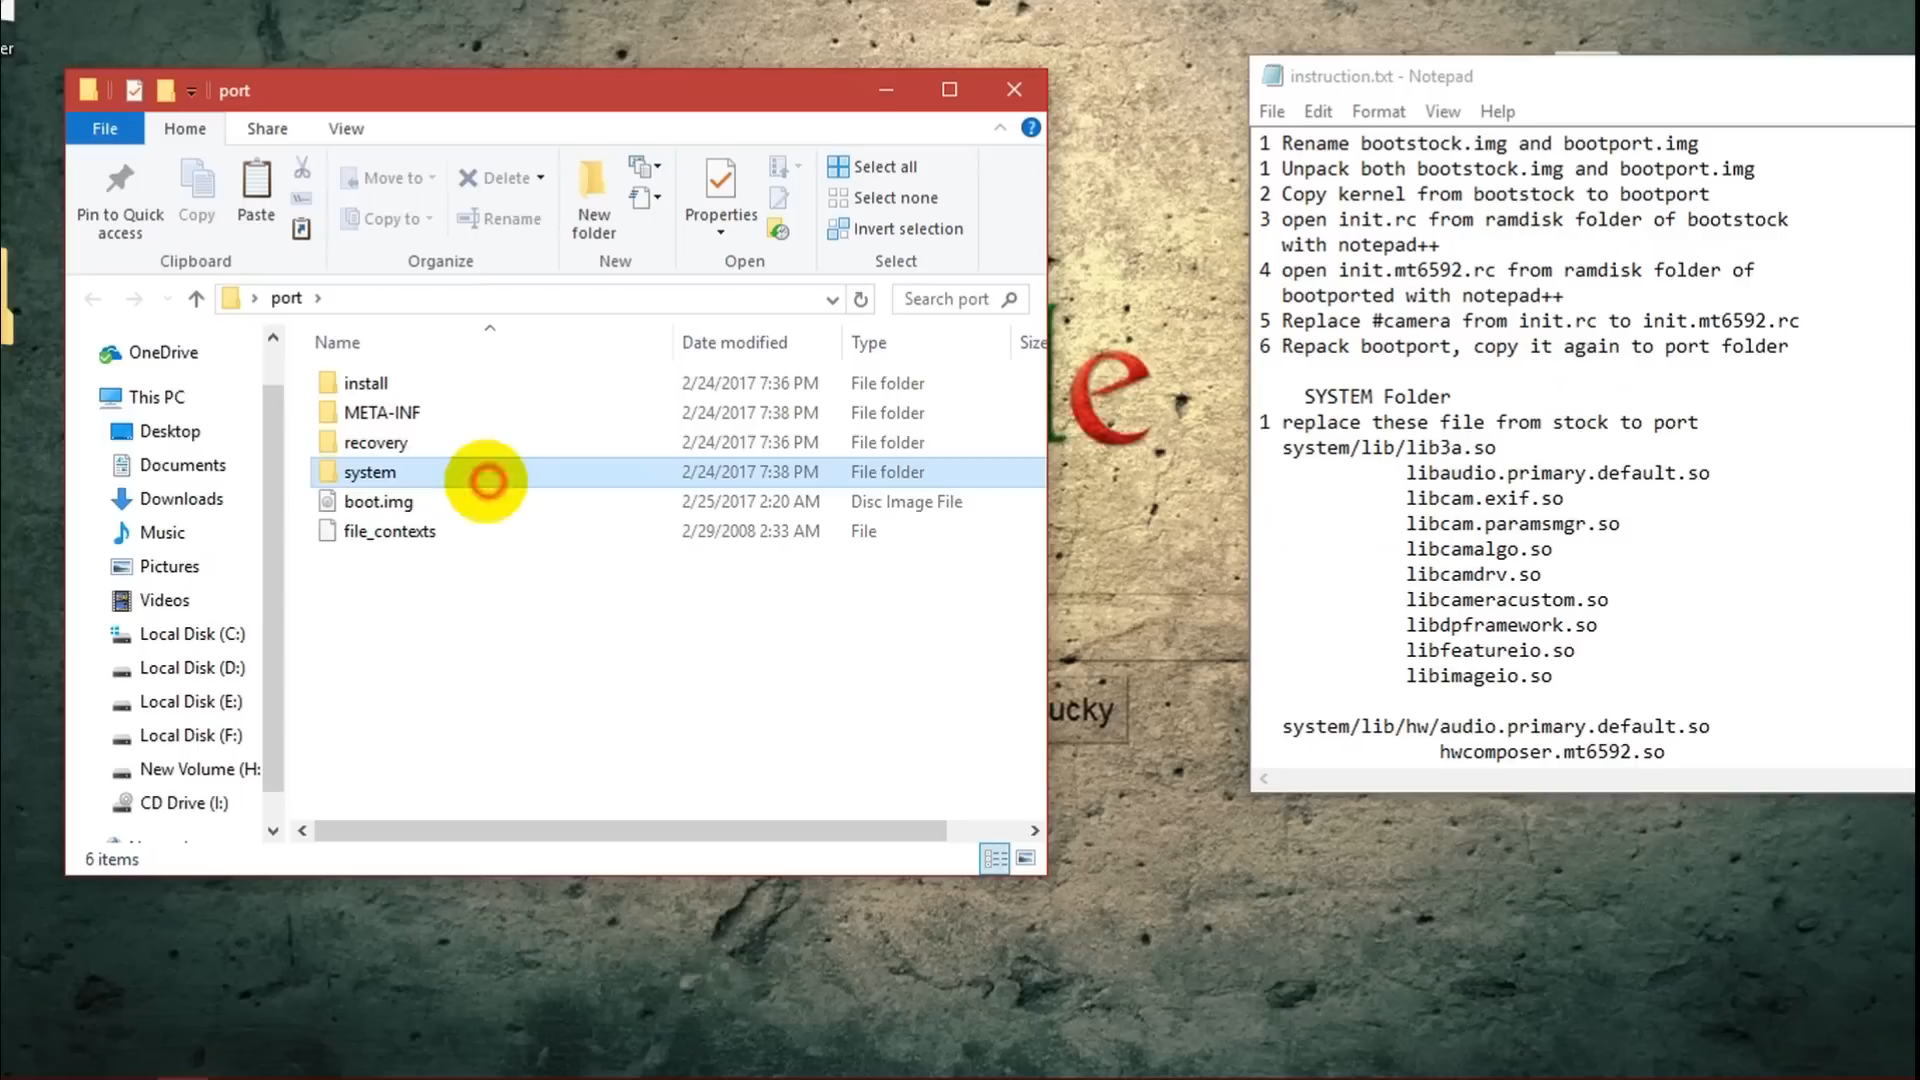 er
port
File Home Share View
Pin to Quick access
Copy
Paste
Clipboard
Move to
Copy to
Delete
Rename
Organize
New folder
New
Properties
Open
Select all
Select none
Invert selection
Select
port
Search port
OneDrive
This PC
Desktop
Documents
Downloads
Music
Pictures
Videos
Local Disk (C:)
Local Disk (D:)
Local Disk (E:)
Local Disk (F:)
New Volume (H:
CD Drive (I:)
Name Date modified Type Size
install 2/24/2017 7:36 PM File folder
META-INF 2/24/2017 7:38 PM File folder
recovery 2/24/2017 7:36 PM File folder
system 2/24/2017 7:38 PM File folder
boot.img 2/25/2017 2:20 AM Disc Image File
file_contexts 2/29/2008 2:33 AM File
6 items
le
ucky
instruction.txt - Notepad
File Edit Format View Help
1 Rename bootstock.img and bootport.img
1 Unpack both bootstock.img and bootport.img
2 Copy kernel from bootstock to bootport
3 open init.rc from ramdisk folder of bootstock
with notepad++
4 open init.mt6592.rc from ramdisk folder of
bootported with notepad++
5 Replace #camera from init.rc to init.mt6592.rc
6 Repack bootport, copy it again to port folder
SYSTEM Folder
1 replace these file from stock to port
system/lib/lib3a.so
libaudio.primary.default.so
libcam.exif.so
libcam.paramsmgr.so
libcamalgo.so
libcamdrv.so
libcameracustom.so
libdpframework.so
libfeatureio.so
libimageio.so
system/lib/hw/audio.primary.default.so
hwcomposer.mt6592.so